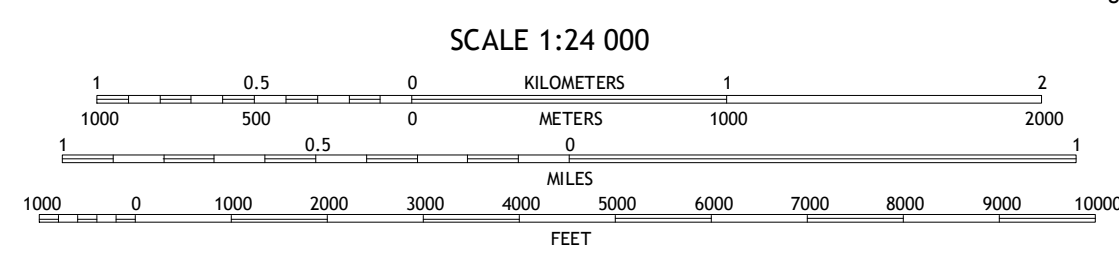 SCALE 1:24 000
1 0.5 0 KILOMETERS 1 2
1000 500 0 METERS 1000 2000
1 0.5 0 1
MILES
1000 0 1000 2000 3000 4000 5000 6000 7000 8000 9000 10000
FEET